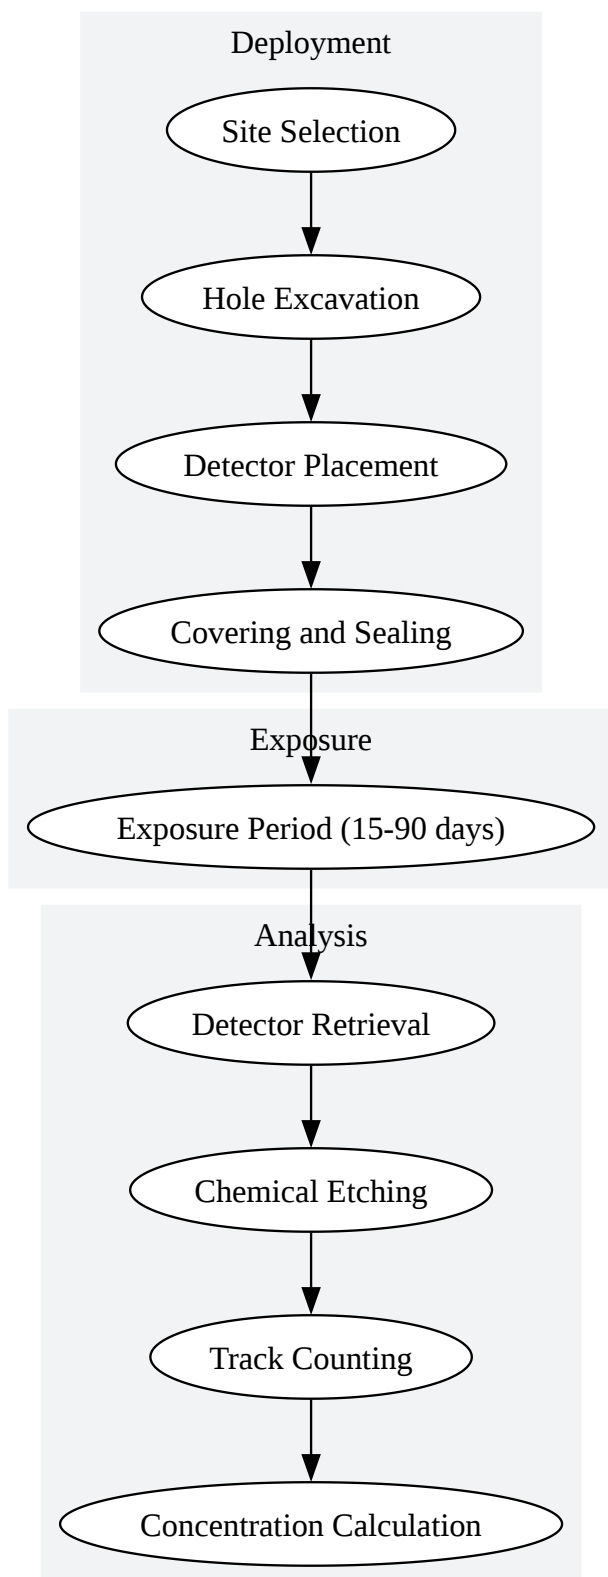 Deployment
Site Selection
Hole Excavation
Detector Placement
Covering and Sealing
Exposure
Exposure Period (15-90 days)
Analysis
Detector Retrieval
Chemical Etching
Track Counting
Concentration Calculation